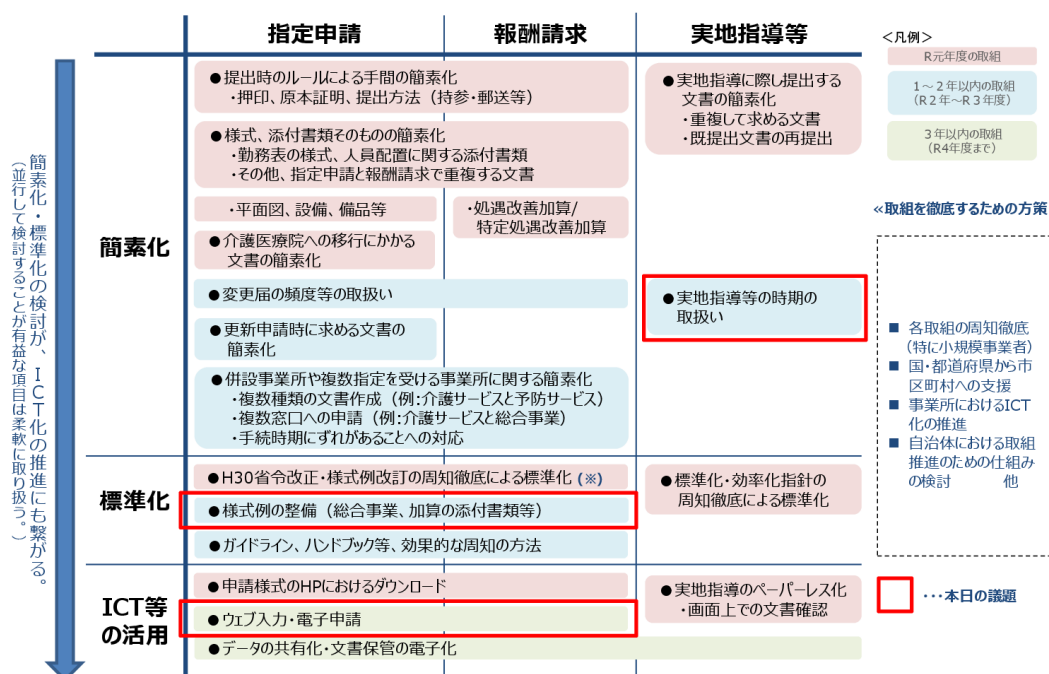 指定申請
報酬請求
実地指導等
簡素化・標準化の検討が、ICT化の推進にも繋がる。
（並行して検討することが有益な項目は柔軟に取り扱う。）
簡素化
●提出時のルールによる手間の簡素化
・押印、原本証明、提出方法（持参・郵送等）
●様式、添付書類そのものの簡素化
・勤務表の様式、人員配置に関する添付書類
・その他、指定申請と報酬請求で重複する文書
・平面図、設備、備品等
・処遇改善加算/
特定処遇改善加算
●介護医療院への移行にかかる
文書の簡素化
●変更届の頻度等の取扱い
●更新申請時に求める文書の
簡素化
●併設事業所や複数指定を受ける事業所に関する簡素化
・複数種類の文書作成（例：介護サービスと予防サービス）
・複数窓口への申請（例：介護サービスと総合事業）
・手続時期にずれがあることへの対応
●実地指導に際し提出する
文書の簡素化
・重複して求める文書
・既提出文書の再提出
●実地指導等の時期の
取扱い
標準化
●H30省令改正・様式例改訂の周知徹底による標準化（※）
●様式例の整備（総合事業、加算の添付書類等）
●ガイドライン、ハンドブック等、効果的な周知の方法
●標準化・効率化指針の
周知徹底による標準化
ICT等
の活用
●申請様式のHPにおけるダウンロード
●ウェブ入力・電子申請
●データの共有化・文書保管の電子化
●実地指導のペーパーレス化
・画面上での文書確認
＜凡例＞
R元年度の取組
1～2年以内の取組
（R2年～R3年度）
3年以内の取組
（R4年度まで）
≪取組を徹底するための方策
■ 各取組の周知徹底
（特に小規模事業者）
■ 国・都道府県から市
区町村への支援
■ 事業所におけるICT
化の推進
■ 自治体における取組
推進のための仕組み
の検討 他
・・・本日の議題